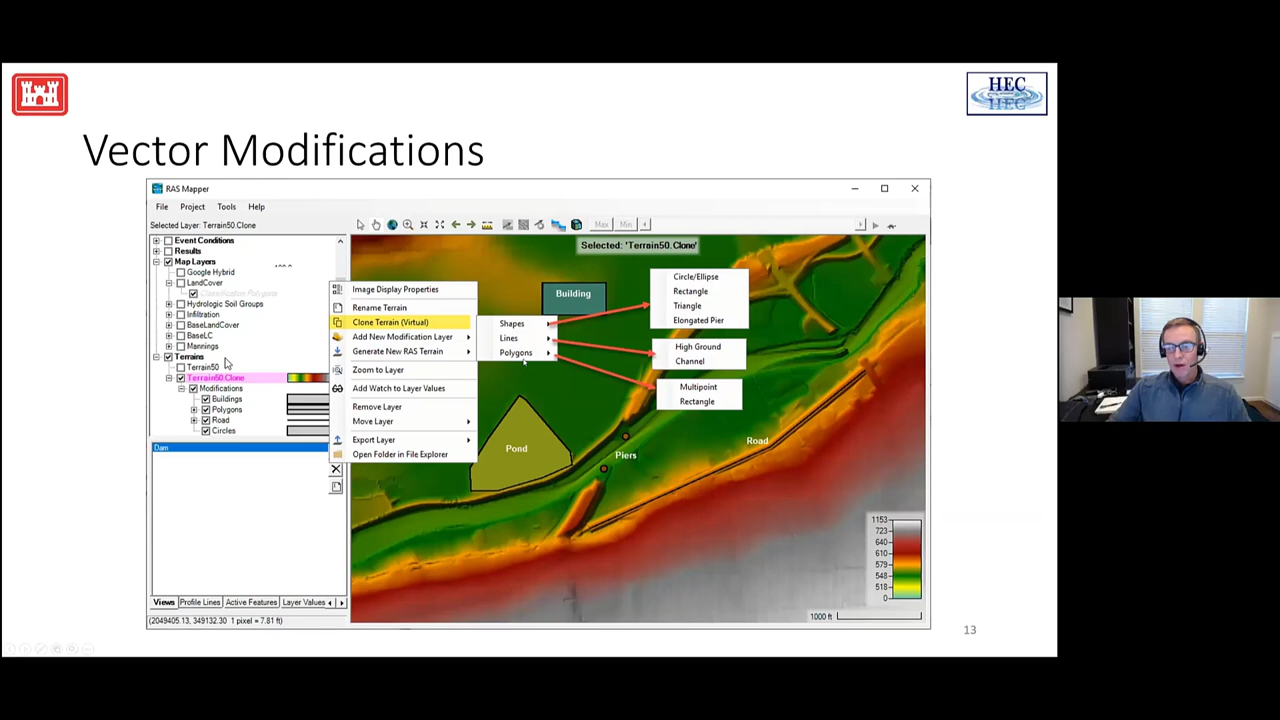 HEC
HEC
Vector Modifications
RAS Mapper
File Project Tools Help
Selected Layer: Terrain50.Clone
Max Min
Selected: 'Terrain50.Clone'
Event Conditions
Results
Map Layers
Google Hybrid
LandCover
Classification Polygons
Hydrologic Soil Groups
Infiltration
BaseLandCover
BaseLC
Mannings
Terrains
Terrain50
Terrain50.Clone
Modifications
Buildings
Polygons
Road
Circles
Dam
Image Display Properties
Rename Terrain
Clone Terrain (Virtual)
Add New Modification Layer
Generate New RAS Terrain
Zoom to Layer
Add Watch to Layer Values
Remove Layer
Move Layer
Export Layer
Open Folder in File Explorer
Shapes
Lines
Polygons
Circle/Ellipse
Rectangle
Triangle
Elongated Pier
High Ground
Channel
Multipoint
Rectangle
Building
Pond
Piers
Road
1153
723
640
610
579
548
518
0
1000 ft
Views Profile Lines Active Features Layer Values
(2049405.13, 349132.30 1 pixel = 7.81 ft)
13